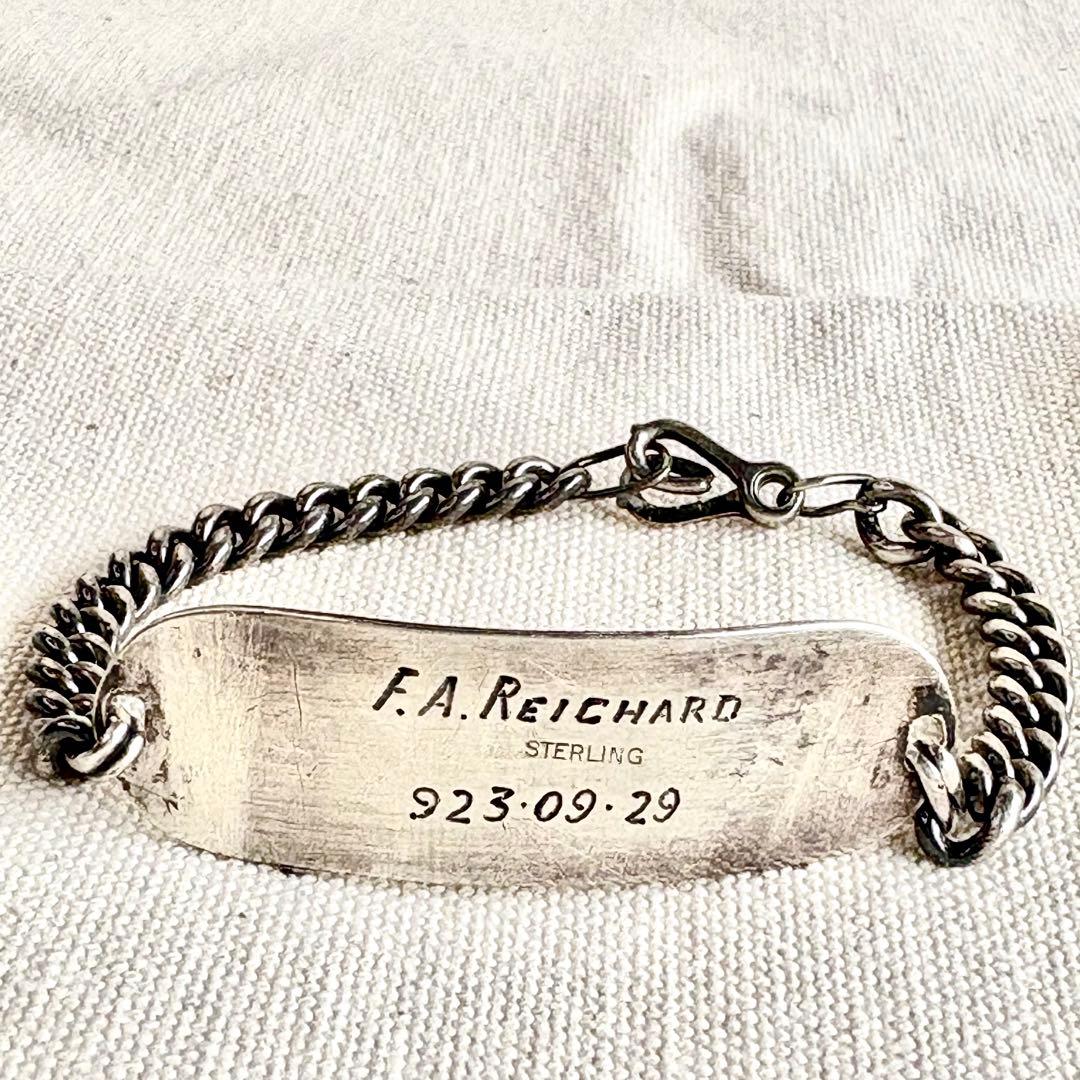 F.A. REICHARD
STERLING
923·09·29